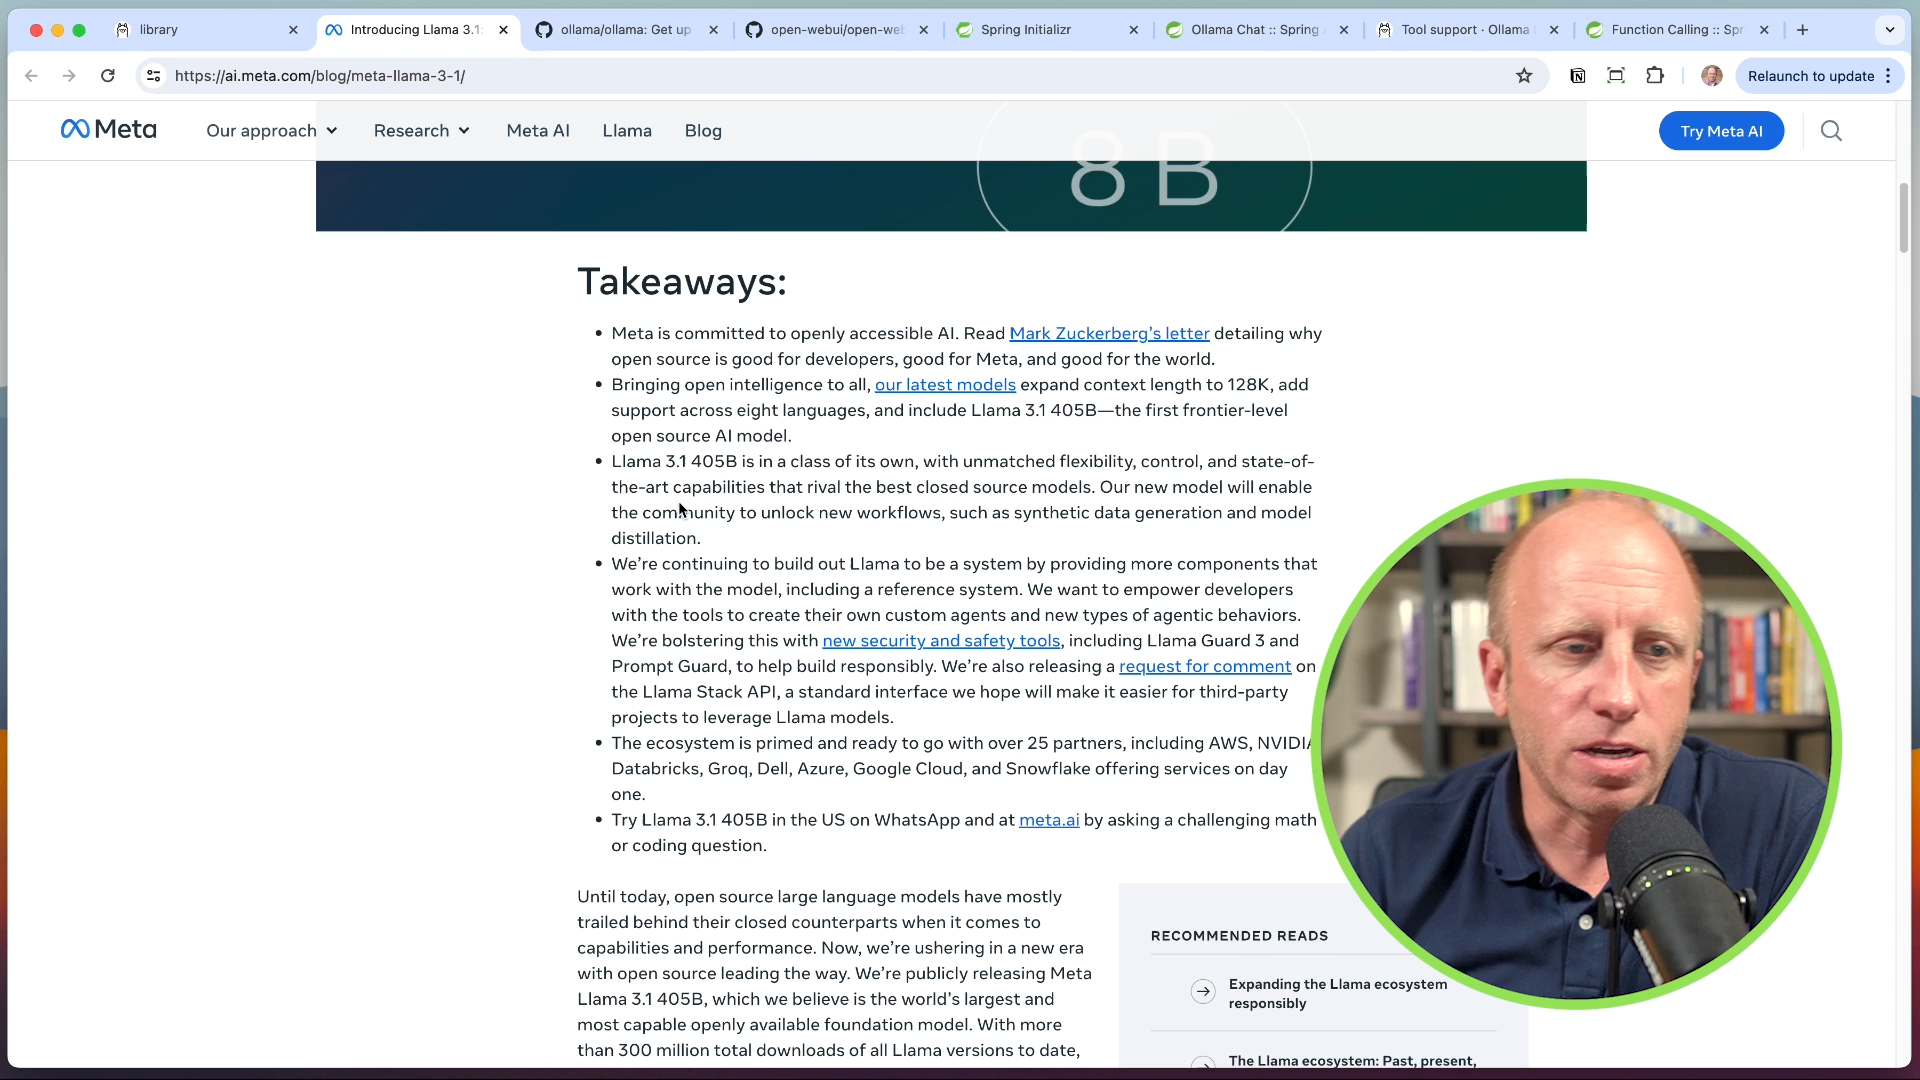 library
Introducing Llama 3.1:
ollama/ollama: Get up
open-webui/open-web
Spring Initializr
Ollama Chat :: Spring
Tool support · Ollama
Function Calling :: Spr
https://ai.meta.com/blog/meta-llama-3-1/
Relaunch to update
Meta
Our approach
Research
Meta AI
Llama
Blog
Try Meta AI
8B
Takeaways:
• Meta is committed to openly accessible AI. Read Mark Zuckerberg’s letter detailing why
open source is good for developers, good for Meta, and good for the world.
• Bringing open intelligence to all, our latest models expand context length to 128K, add
support across eight languages, and include Llama 3.1 405B—the first frontier-level
open source AI model.
• Llama 3.1 405B is in a class of its own, with unmatched flexibility, control, and state-of-
the-art capabilities that rival the best closed source models. Our new model will enable
the community to unlock new workflows, such as synthetic data generation and model
distillation.
• We’re continuing to build out Llama to be a system by providing more components that
work with the model, including a reference system. We want to empower developers
with the tools to create their own custom agents and new types of agentic behaviors.
We’re bolstering this with new security and safety tools, including Llama Guard 3 and
Prompt Guard, to help build responsibly. We’re also releasing a request for comment on
the Llama Stack API, a standard interface we hope will make it easier for third-party
projects to leverage Llama models.
• The ecosystem is primed and ready to go with over 25 partners, including AWS, NVIDIA
Databricks, Groq, Dell, Azure, Google Cloud, and Snowflake offering services on day
one.
• Try Llama 3.1 405B in the US on WhatsApp and at meta.ai by asking a challenging math
or coding question.
Until today, open source large language models have mostly
trailed behind their closed counterparts when it comes to
capabilities and performance. Now, we’re ushering in a new era
with open source leading the way. We’re publicly releasing Meta
Llama 3.1 405B, which we believe is the world’s largest and
most capable openly available foundation model. With more
than 300 million total downloads of all Llama versions to date,
RECOMMENDED READS
Expanding the Llama ecosystem
responsibly
The Llama ecosystem: Past, present,